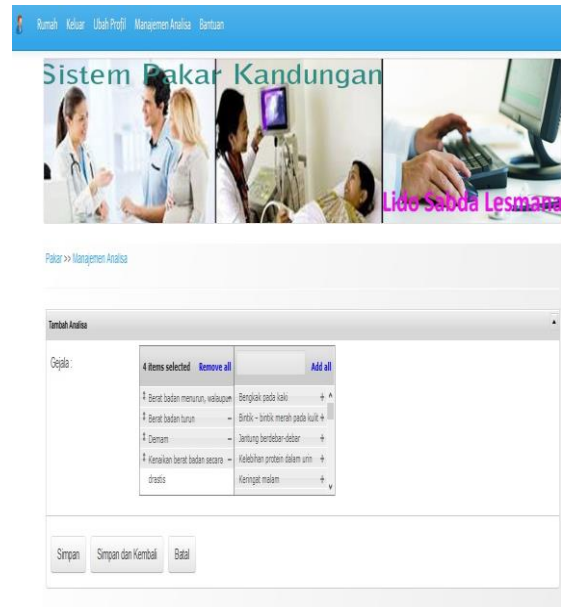 Rumah Keluar Ubah Profil Manajemen Analisa Bantuan
Sistem Pakar Kandungan
Lido Sabda Lesmana
Pakar >> Manajemen Analisa
Tambah Analisa
Gejala :
4 items selected Remove all Add all
Berat badan menurun, walaupun
Berat badan turun
Demam
Kenaikan berat badan secara
drastis
Bengkak pada kaki
Bintik - bintik merah pada kulit
Jantung berdebar-debar
Kelebihan protein dalam urin
Keringat malam
Simpan Simpan dan Kembali Batal